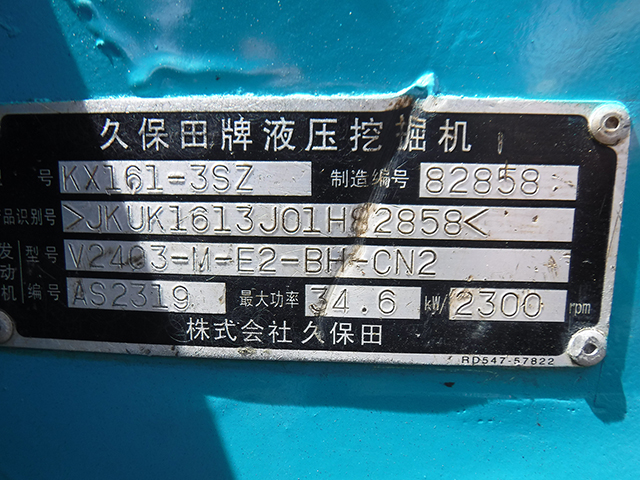 久保田牌液压挖掘机
号 KX161-3SZ 制造编号 82858
品识别号 >JKUK1613J01H82858<
发动机 型号 V2403-M-E2-BH-CN2
编号 AS2319 最大功率 34.6 kW/ 2300 rpm
株式会社久保田
RD547-57822